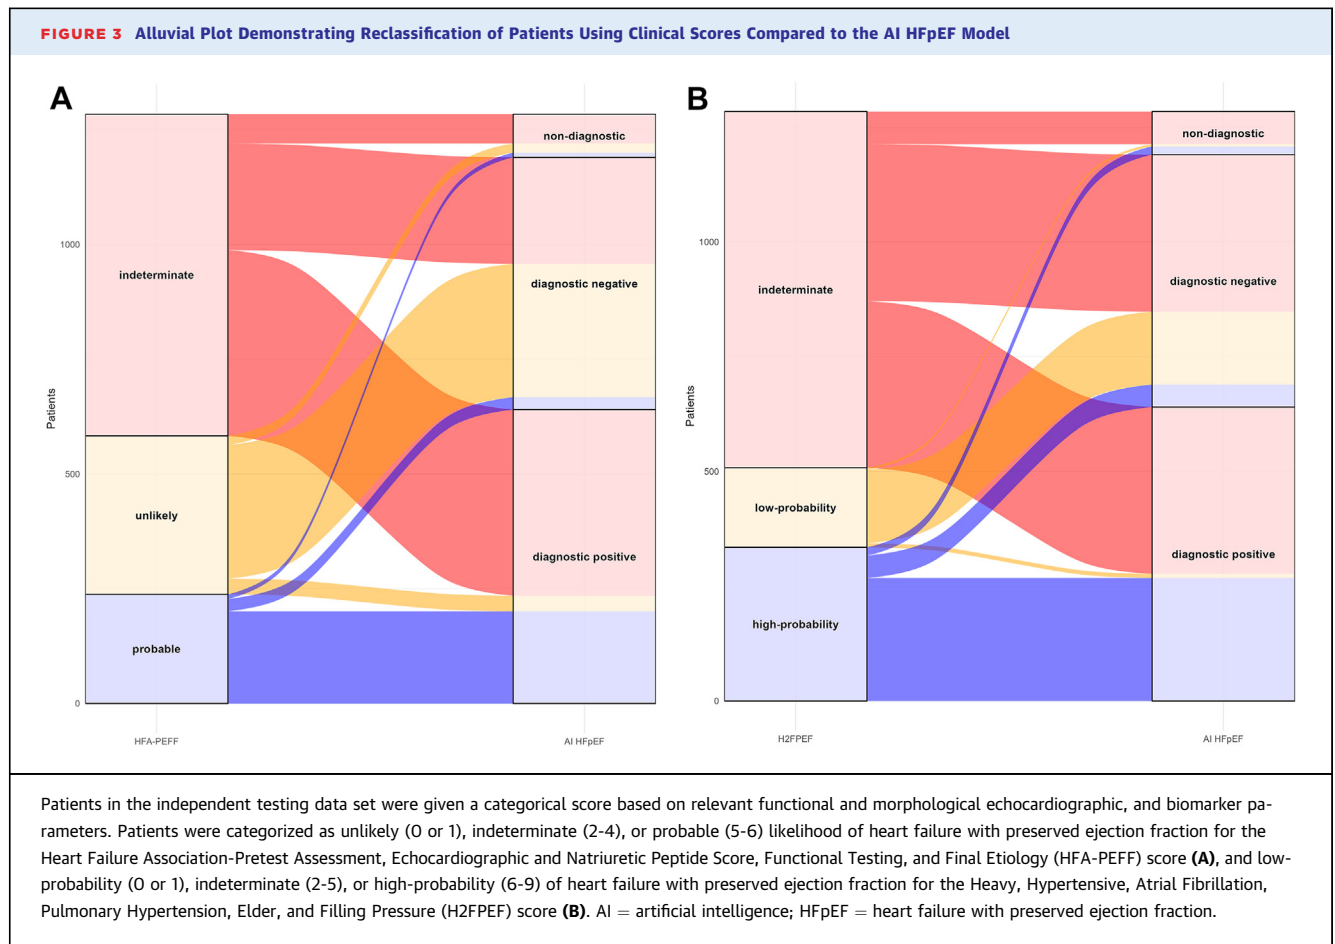 FIGURE 3 Alluvial Plot Demonstrating Reclassification of Patients Using Clinical Scores Compared to the AI HFpEF Model
A
non-diagnostic
indeterminate
diagnostic negative
unlikely
diagnostic positive
probable
1000
500
0
Patients
HFA-PEFF
AI HFpEF
B
non-diagnostic
indeterminate
diagnostic negative
low-probability
diagnostic positive
high-probability
1000
500
0
Patients
H2FPEF
AI HFpEF
Patients in the independent testing data set were given a categorical score based on relevant functional and morphological echocardiographic, and biomarker pa-
rameters. Patients were categorized as unlikely (0 or 1), indeterminate (2-4), or probable (5-6) likelihood of heart failure with preserved ejection fraction for the
Heart Failure Association-Pretest Assessment, Echocardiographic and Natriuretic Peptide Score, Functional Testing, and Final Etiology (HFA-PEFF) score (A), and low-
probability (0 or 1), indeterminate (2-5), or high-probability (6-9) of heart failure with preserved ejection fraction for the Heavy, Hypertensive, Atrial Fibrillation,
Pulmonary Hypertension, Elder, and Filling Pressure (H2FPEF) score (B). AI = artificial intelligence; HFpEF = heart failure with preserved ejection fraction.